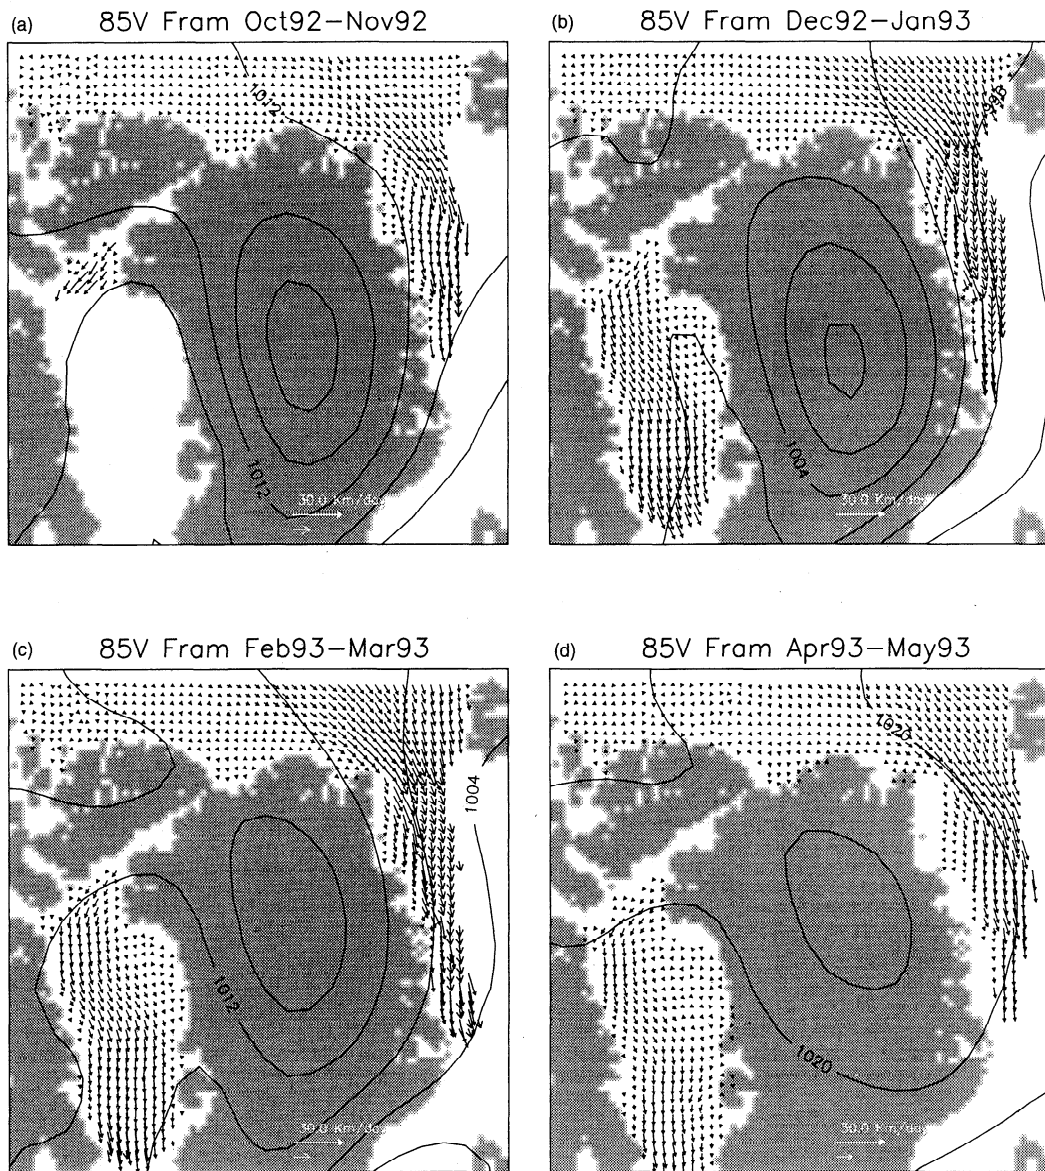 (a) 85V Fram Oct92-Nov92
(b) 85V Fram Dec92-Jan93
1012
1012
30.0 Km/day
1004
30.0 Km/day
(c) 85V Fram Feb93-Mar93
(d) 85V Fram Apr93-May93
1004
1012
30.0 Km/day
1020
1020
30.0 Km/day